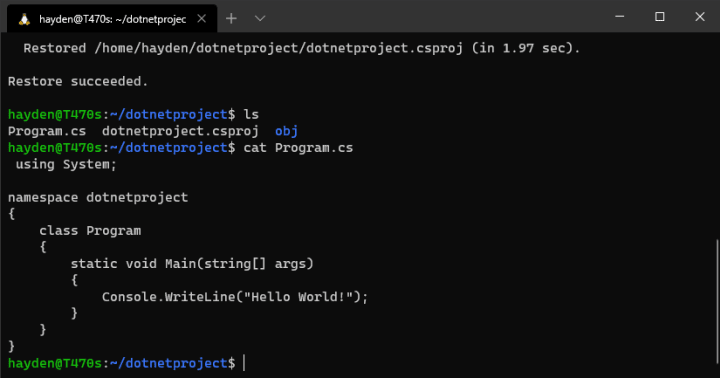 hayden@T470s: ~/dotnetprojec
  Restored /home/hayden/dotnetproject/dotnetproject.csproj (in 1.97 sec).

Restore succeeded.

hayden@T470s:~/dotnetproject$ ls
Program.cs  dotnetproject.csproj  obj
hayden@T470s:~/dotnetproject$ cat Program.cs
 using System;

namespace dotnetproject
{
    class Program
    {
        static void Main(string[] args)
        {
            Console.WriteLine("Hello World!");
        }
    }
}
hayden@T470s:~/dotnetproject$